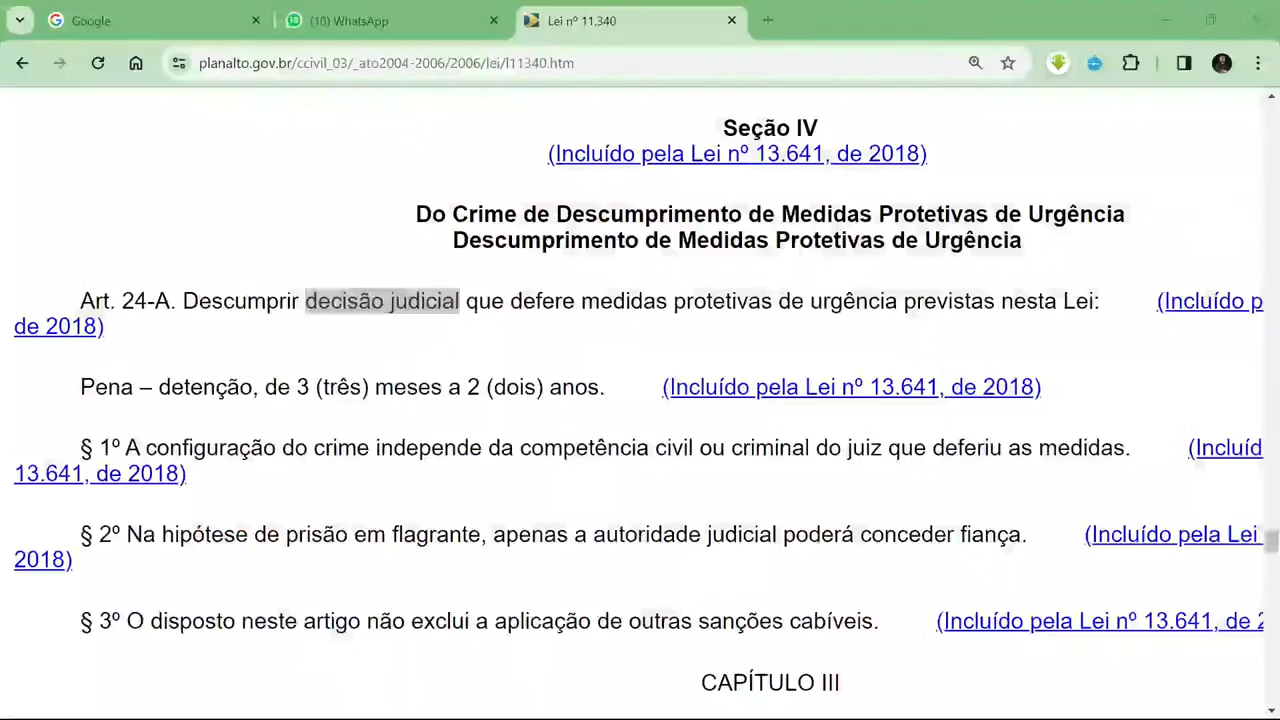 Google
(10) WhatsApp
Lei nº 11.340
planalto.gov.br/ccivil_03/_ato2004-2006/2006/lei/l11340.htm
Seção IV
(Incluído pela Lei nº 13.641, de 2018)
Do Crime de Descumprimento de Medidas Protetivas de Urgência
Descumprimento de Medidas Protetivas de Urgência
Art. 24-A. Descumprir decisão judicial que defere medidas protetivas de urgência previstas nesta Lei: (Incluído p
de 2018)
Pena – detenção, de 3 (três) meses a 2 (dois) anos. (Incluído pela Lei nº 13.641, de 2018)
§ 1º A configuração do crime independe da competência civil ou criminal do juiz que deferiu as medidas. (Incluíd
13.641, de 2018)
§ 2º Na hipótese de prisão em flagrante, apenas a autoridade judicial poderá conceder fiança. (Incluído pela Lei
2018)
§ 3º O disposto neste artigo não exclui a aplicação de outras sanções cabíveis. (Incluído pela Lei nº 13.641, de 2
CAPÍTULO III